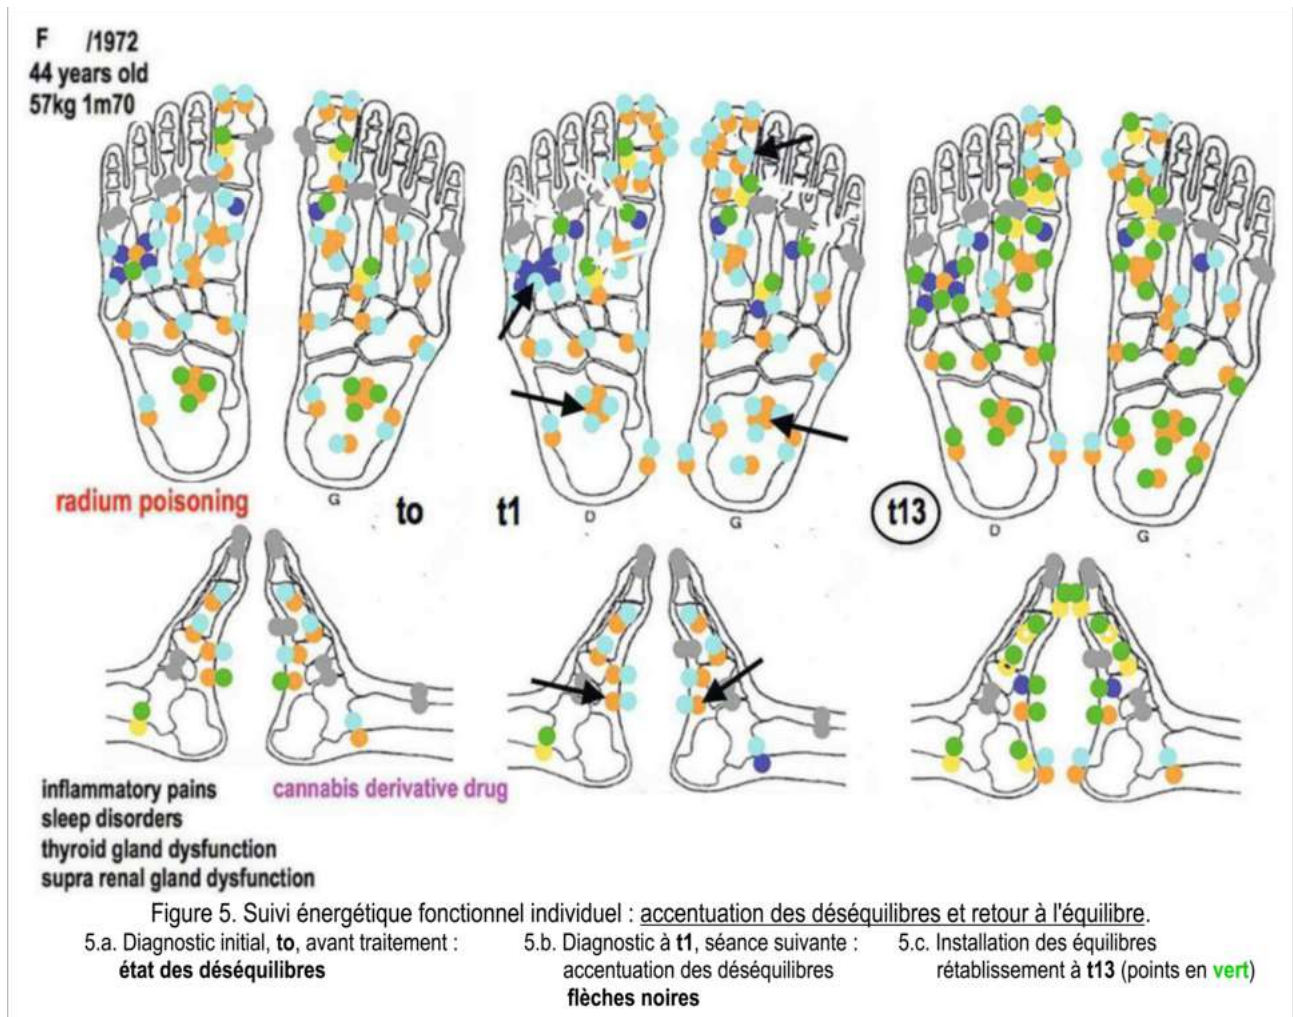 F /1972
44 years old
57kg 1m70
radium poisoning
G
to
t1
D
G
t13
D
G
inflammatory pains
cannabis derivative drug
sleep disorders
thyroid gland dysfunction
supra renal gland dysfunction
Figure 5. Suivi énergétique fonctionnel individuel : accentuation des déséquilibres et retour à l'équilibre.
5.a. Diagnostic initial, to, avant traitement :
état des déséquilibres
5.b. Diagnostic à t1, séance suivante :
accentuation des déséquilibres
flèches noires
5.c. Installation des équilibres
rétablissement à t13 (points en vert)